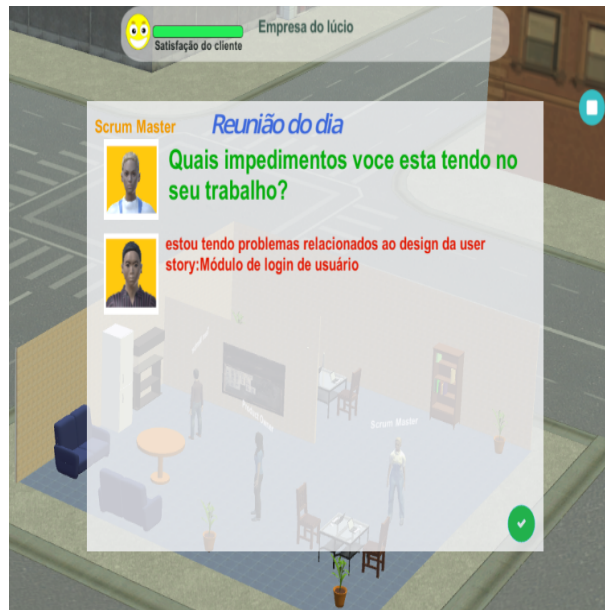 Empresa do lúcio
Satisfação do cliente
Scrum Master
Reunião do dia
Quais impedimentos voce esta tendo no
seu trabalho?
estou tendo problemas relacionados ao design da user
story:Módulo de login de usuário
Scrum Master